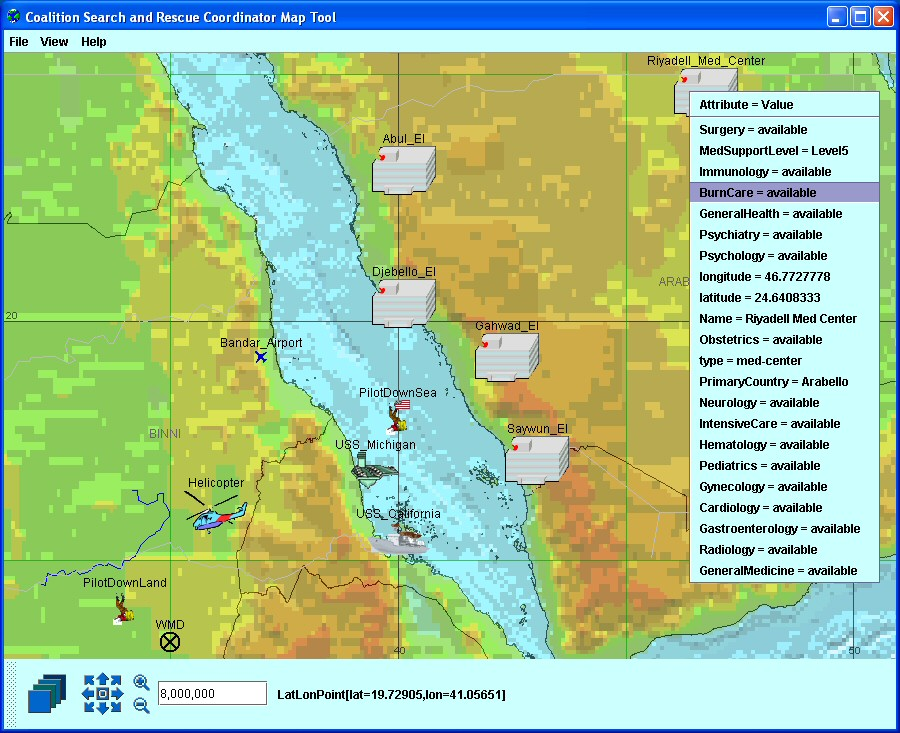 Coalition Search and Rescue Coordinator Map Tool
File View Help
Riyadell_Med_Center
Attribute = Value
Surgery = available
MedSupportLevel = Level5
Immunology = available
BurnCare = available
GeneralHealth = available
Psychiatry = available
Psychology = available
longitude = 46.7727778
latitude = 24.6408333
Name = Riyadell Med Center
Obstetrics = available
type = med-center
PrimaryCountry = Arabello
Neurology = available
IntensiveCare = available
Hematology = available
Pediatrics = available
Gynecology = available
Cardiology = available
Gastroenterology = available
Radiology = available
GeneralMedicine = available
Abul_El
Djebello_El
ARAB
20
Gahwad_El
Bandar_Airport
PilotDownSea
BINNI
Saywun_El
USS_Michigan
Helicopter
USS_California
PilotDownLand
WMD
40
50
8,000,000
LatLonPoint[lat=19.72905,lon=41.05651]